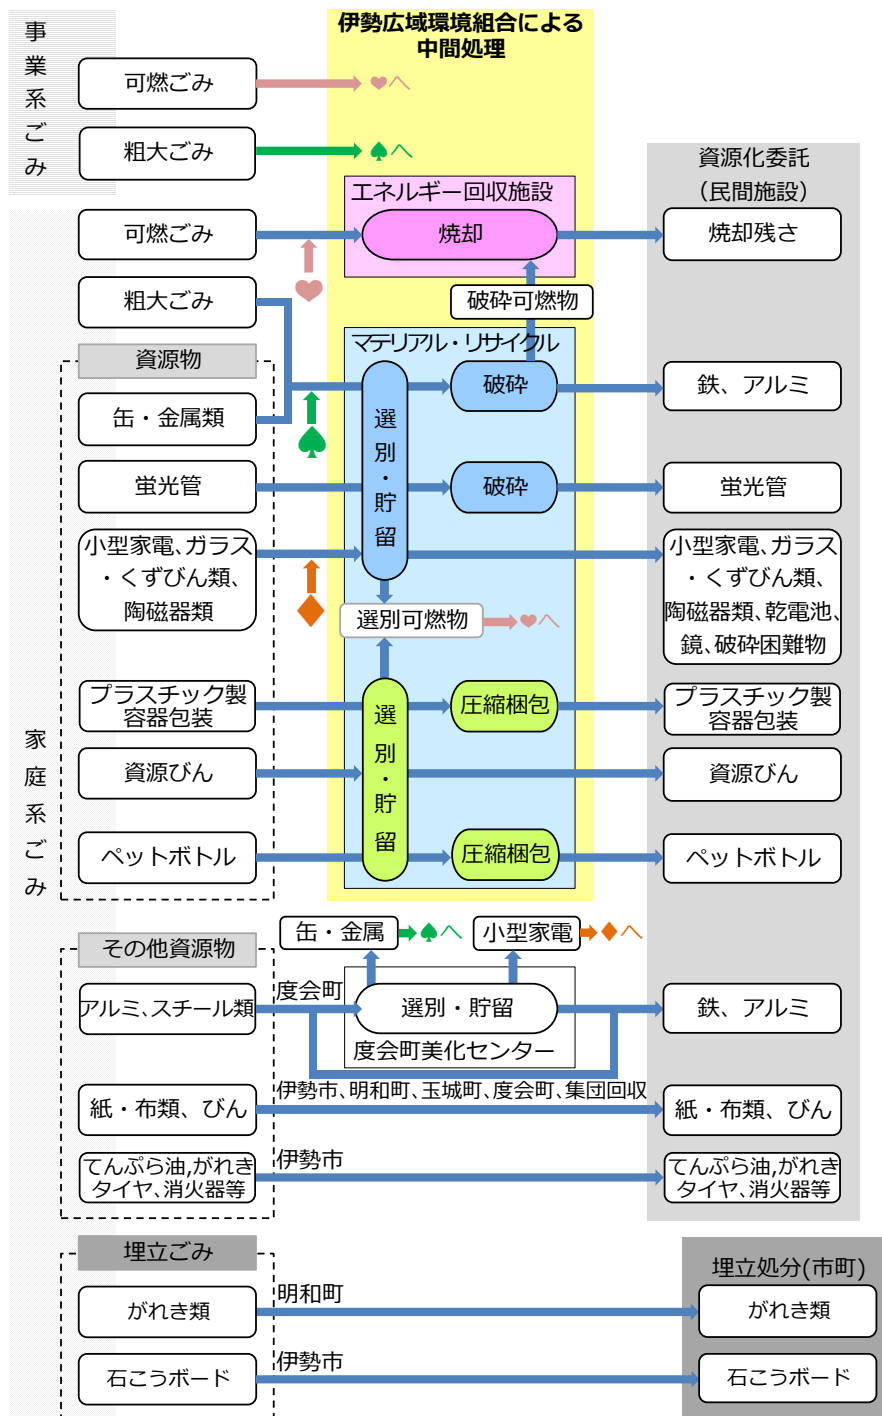 事業系ごみ
伊勢広域環境組合による
中間処理
可燃ごみ
♥へ
粗大ごみ
♠へ
資源化委託
（民間施設）
家庭系ごみ
エネルギー回収施設
可燃ごみ
焼却
焼却残さ
♥
粗大ごみ
破砕可燃物
マテリアル・リサイクル
資源物
選別・貯留
破砕
鉄、アルミ
缶・金属類
♠
蛍光管
破砕
蛍光管
小型家電、ガラス
・くずびん類、
陶磁器類
♦
小型家電、ガラス
・くずびん類、
陶磁器類、乾電池、
鏡、破砕困難物
選別可燃物
♥へ
プラスチック製
容器包装
選別・貯留
圧縮梱包
プラスチック製
容器包装
資源びん
資源びん
ペットボトル
圧縮梱包
ペットボトル
缶・金属
♠へ
小型家電
♦へ
その他資源物
アルミ、スチール類
度会町
選別・貯留
鉄、アルミ
度会町美化センター
伊勢市、明和町、玉城町、度会町、集団回収
紙・布類、びん
紙・布類、びん
伊勢市
てんぷら油,がれき
タイヤ、消火器等
てんぷら油,がれき
タイヤ、消火器等
埋立ごみ
埋立処分(市町)
明和町
がれき類
がれき類
伊勢市
石こうボード
石こうボード